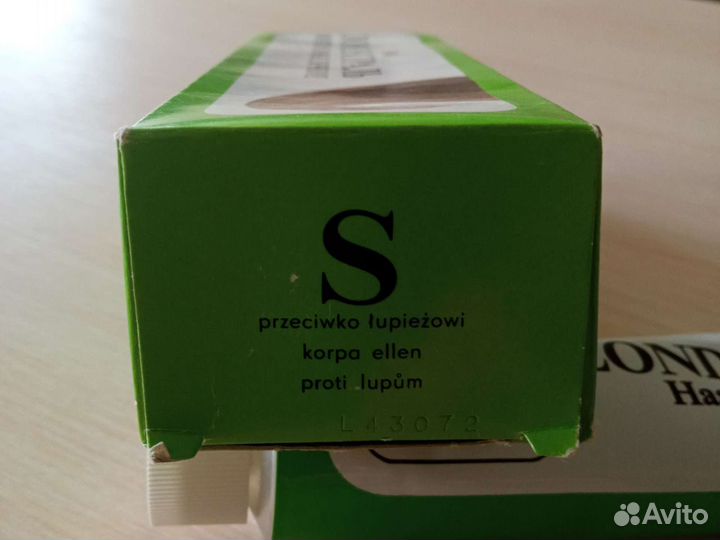 S
przeciwko łupieżowi
korpa ellen
proti lupům
L43072
LOND
Ha
Avito